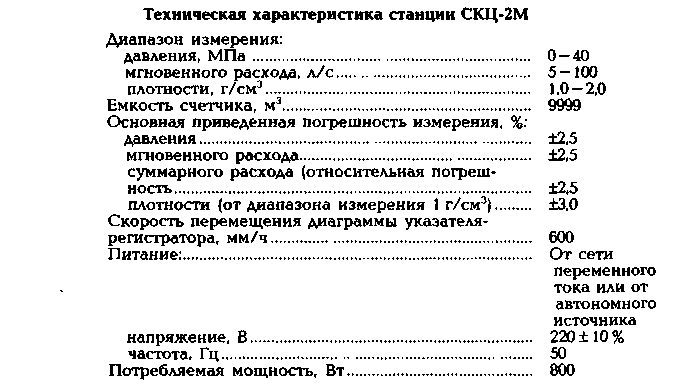 Техническая характеристика станции СКЦ-2М
Диапазон измерения:
давления, МПа ... 0—40
мгновенного расхода, л/с ... 5—100
плотности, г/см³ ... 1,0—2,0
Емкость счетчика, м³ ... 9999
Основная приведенная погрешность измерения, %:
давления ... ±2,5
мгновенного расхода ... ±2,5
суммарного расхода (относительная погреш-
ность ... ±2,5
плотности (от диапазона измерения 1 г/см³) ... ±3,0
Скорость перемещения диаграммы указателя-
регистратора, мм/ч ... 600
Питание: ... От сети
переменного
тока или от
автономного
источника
напряжение, В ... 220±10%
частота, Гц ... 50
Потребляемая мощность, Вт ... 800